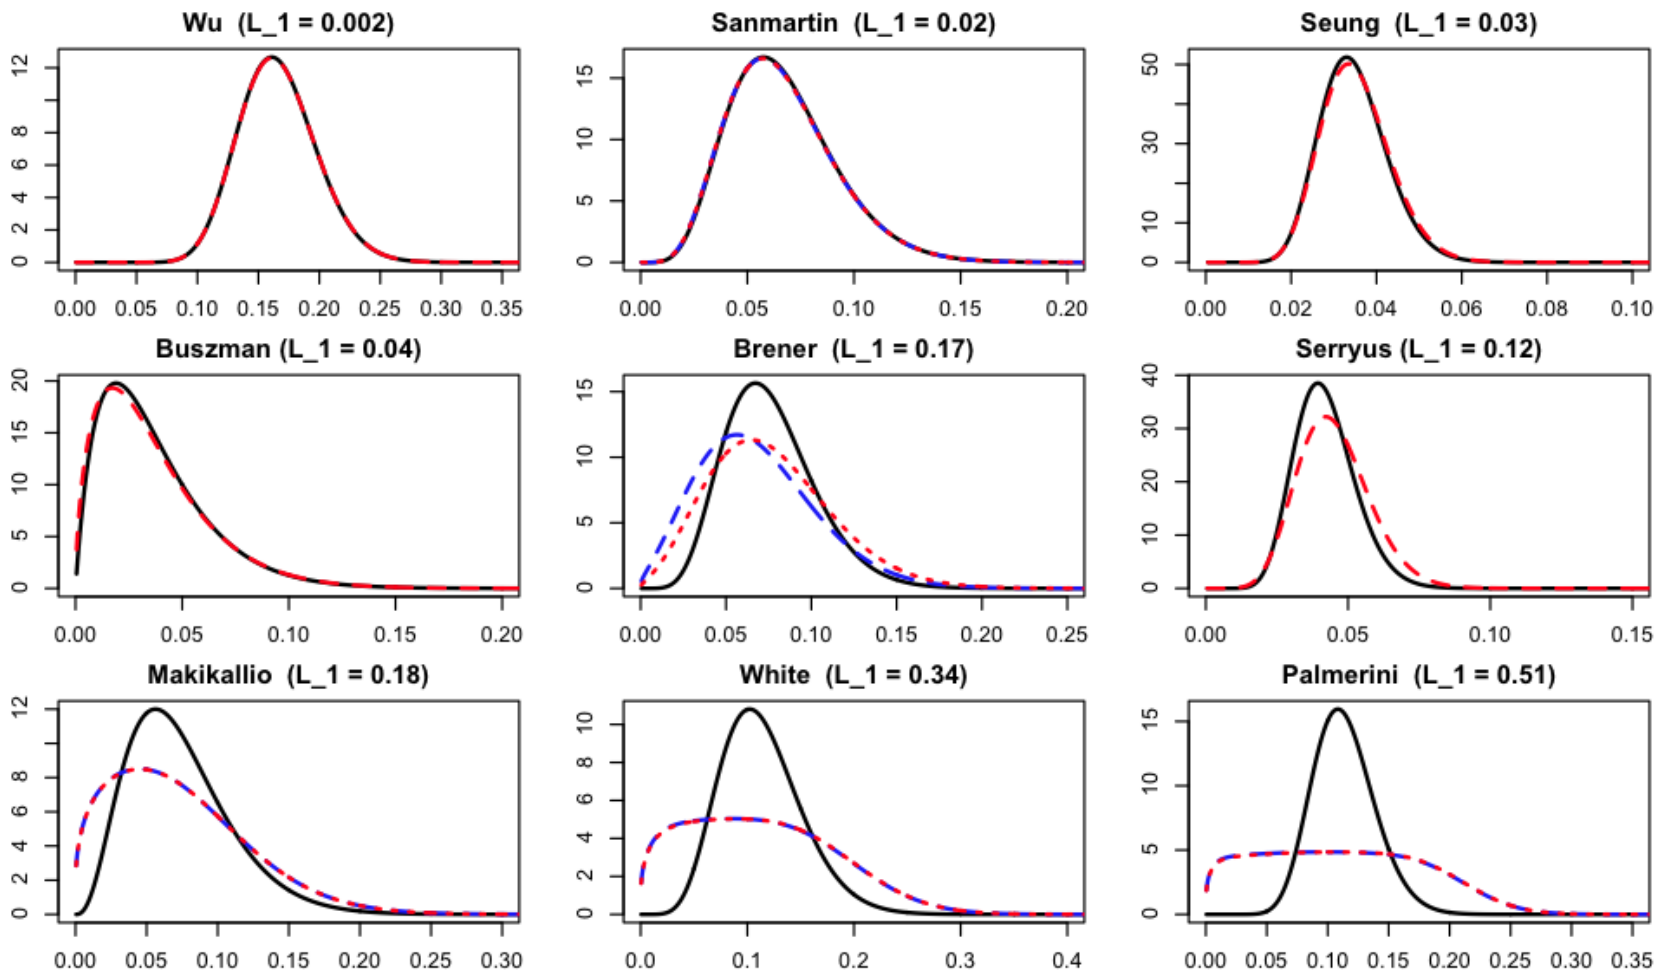 Wu (L_1 = 0.002)
Sanmartin (L_1 = 0.02)
Seung (L_1 = 0.03)
12
8
6
4
2
0
0.00 0.05 0.10 0.15 0.20 0.25 0.30 0.35
15
10
5
0
0.00 0.05 0.10 0.15 0.20
50
30
10
0
0.00 0.02 0.04 0.06 0.08 0.10
Buszman (L_1 = 0.04)
Brener (L_1 = 0.17)
Serryus (L_1 = 0.12)
20
15
10
5
0
0.00 0.05 0.10 0.15 0.20
15
10
5
0
0.00 0.05 0.10 0.15 0.20 0.25
40
30
20
10
0
0.00 0.05 0.10 0.15
Makikallio (L_1 = 0.18)
White (L_1 = 0.34)
Palmerini (L_1 = 0.51)
12
8
6
4
2
0
0.00 0.05 0.10 0.15 0.20 0.25 0.30
10
8
6
4
2
0
0.0 0.1 0.2 0.3 0.4
15
10
5
0
0.00 0.05 0.10 0.15 0.20 0.25 0.30 0.35